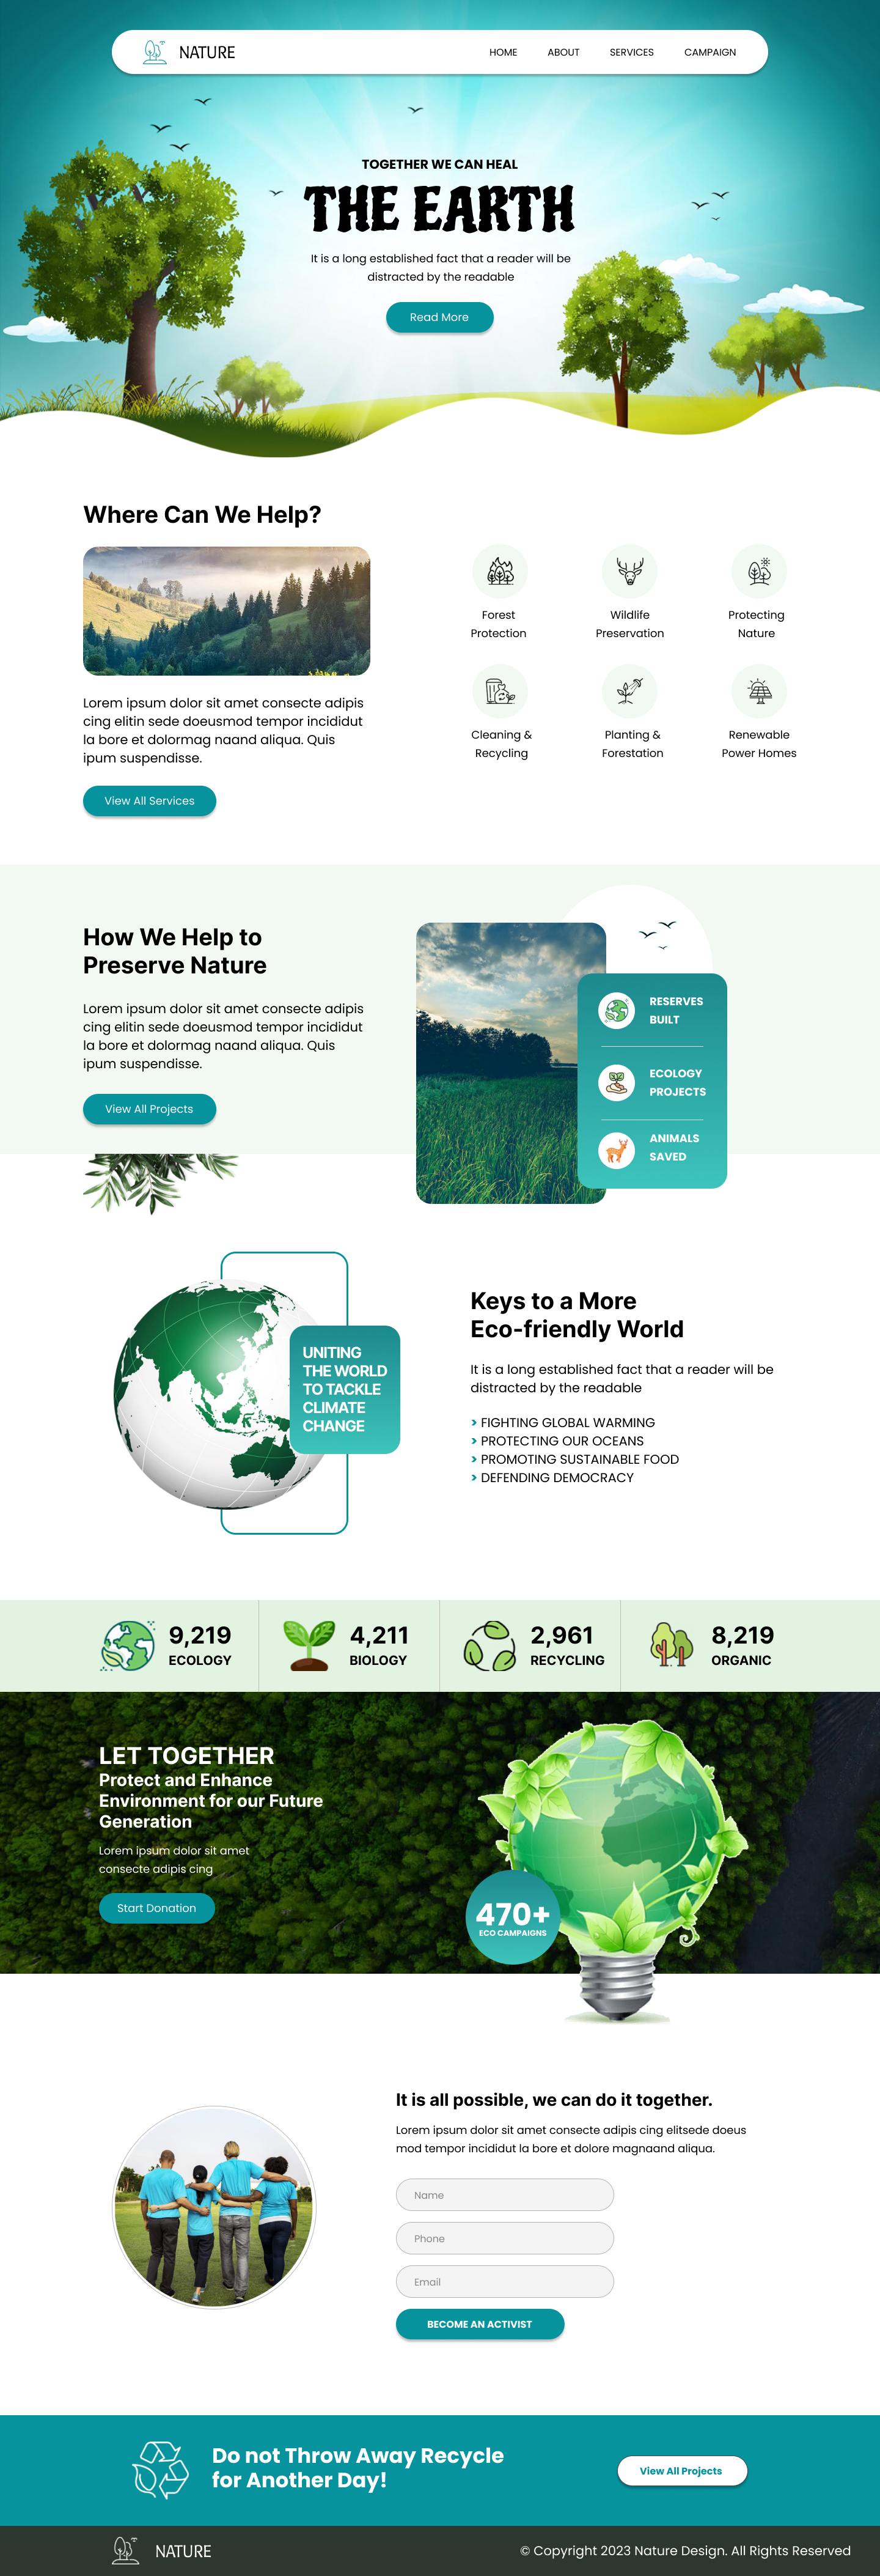 NATURE
HOME ABOUT SERVICES CAMPAIGN
TOGETHER WE CAN HEAL
THE EARTH
It is a long established fact that a reader will be
distracted by the readable
Read More
Where Can We Help?
Lorem ipsum dolor sit amet consecte adipis
cing elitin sede doeusmod tempor incididut
la bore et dolormag naand aliqua. Quis
ipum suspendisse.
View All Services
Forest
Protection
Wildlife
Preservation
Protecting
Nature
Cleaning &
Recycling
Planting &
Forestation
Renewable
Power Homes
How We Help to
Preserve Nature
Lorem ipsum dolor sit amet consecte adipis
cing elitin sede doeusmod tempor incididut
la bore et dolormag naand aliqua. Quis
ipum suspendisse.
View All Projects
RESERVES
BUILT
ECOLOGY
PROJECTS
ANIMALS
SAVED
UNITING
THE WORLD
TO TACKLE
CLIMATE
CHANGE
Keys to a More
Eco-friendly World
It is a long established fact that a reader will be
distracted by the readable
> FIGHTING GLOBAL WARMING
> PROTECTING OUR OCEANS
> PROMOTING SUSTAINABLE FOOD
> DEFENDING DEMOCRACY
9,219
ECOLOGY
4,211
BIOLOGY
2,961
RECYCLING
8,219
ORGANIC
LET TOGETHER
Protect and Enhance
Environment for our Future
Generation
Lorem ipsum dolor sit amet
consecte adipis cing
Start Donation
470+
ECO CAMPAIGNS
It is all possible, we can do it together.
Lorem ipsum dolor sit amet consecte adipis cing elitsede doeus
mod tempor incididut la bore et dolore magnaand aliqua.
Name
Phone
Email
BECOME AN ACTIVIST
Do not Throw Away Recycle
for Another Day!
View All Projects
NATURE
© Copyright 2023 Nature Design. All Rights Reserved